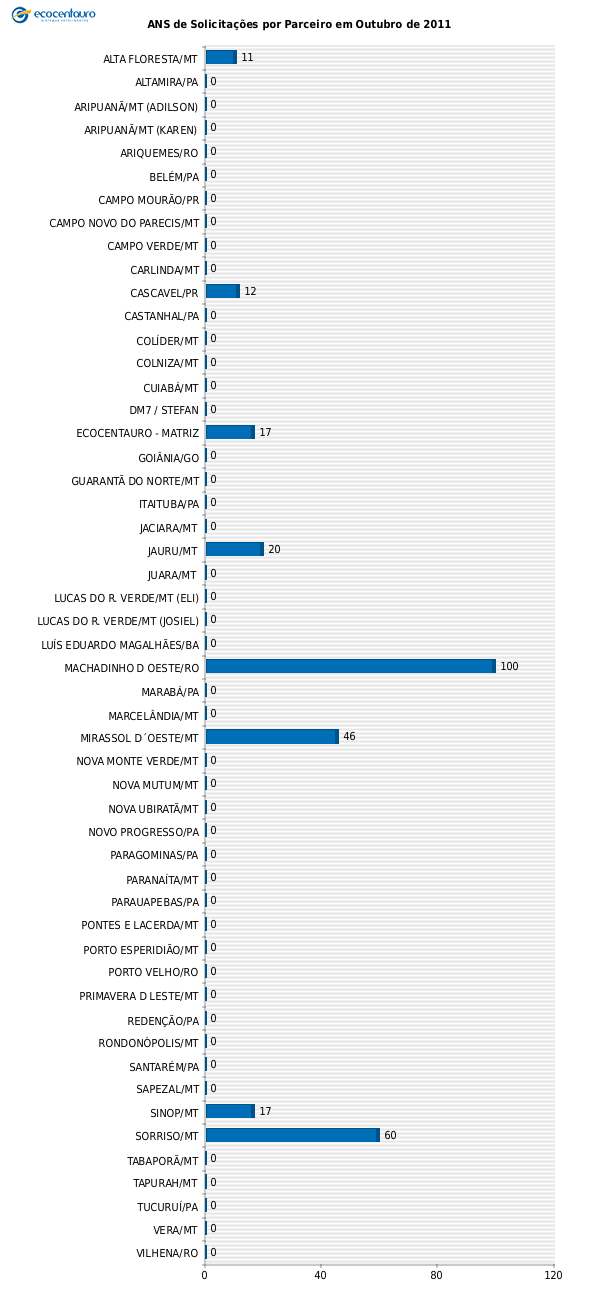 ecocentauro
ANS de Solicitações por Parceiro em Outubro de 2011
ALTA FLORESTA/MT 11
ALTAMIRA/PA 0
ARIPUANÃ/MT (ADILSON) 0
ARIPUANÃ/MT (KAREN) 0
ARIQUEMES/RO 0
BELÉM/PA 0
CAMPO MOURÃO/PR 0
CAMPO NOVO DO PARECIS/MT 0
CAMPO VERDE/MT 0
CARLINDA/MT 0
CASCAVEL/PR 12
CASTANHAL/PA 0
COLÍDER/MT 0
COLNIZA/MT 0
CUIABÁ/MT 0
DM7 / STEFAN 0
ECOCENTAURO - MATRIZ 17
GOIÂNIA/GO 0
GUARANTÃ DO NORTE/MT 0
ITAITUBA/PA 0
JACIARA/MT 0
JAURU/MT 20
JUARA/MT 0
LUCAS DO R. VERDE/MT (ELI) 0
LUCAS DO R. VERDE/MT (JOSIEL) 0
LUÍS EDUARDO MAGALHÃES/BA 0
MACHADINHO D OESTE/RO 100
MARABÁ/PA 0
MARCELÂNDIA/MT 0
MIRASSOL D´OESTE/MT 46
NOVA MONTE VERDE/MT 0
NOVA MUTUM/MT 0
NOVA UBIRATÃ/MT 0
NOVO PROGRESSO/PA 0
PARAGOMINAS/PA 0
PARANAÍTA/MT 0
PARAUAPEBAS/PA 0
PONTES E LACERDA/MT 0
PORTO ESPERIDIÃO/MT 0
PORTO VELHO/RO 0
PRIMAVERA D LESTE/MT 0
REDENÇÃO/PA 0
RONDONÓPOLIS/MT 0
SANTARÉM/PA 0
SAPEZAL/MT 0
SINOP/MT 17
SORRISO/MT 60
TABAPORÃ/MT 0
TAPURAH/MT 0
TUCURUÍ/PA 0
VERA/MT 0
VILHENA/RO 0
0 40 80 120